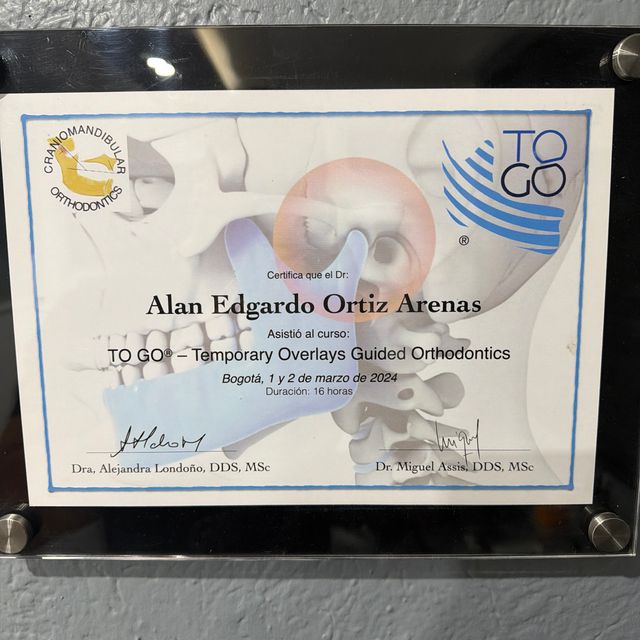 CRANIOMANDIBULAR
ORTHODONTICS
TO
GO
®
Certifica que el Dr:
Alan Edgardo Ortiz Arenas
Asistió al curso:
TO GO® – Temporary Overlays Guided Orthodontics
Bogotá, 1 y 2 de marzo de 2024
Duración: 16 horas
Dra, Alejandra Londoño, DDS, MSc
Dr. Miguel Assis, DDS, MSc